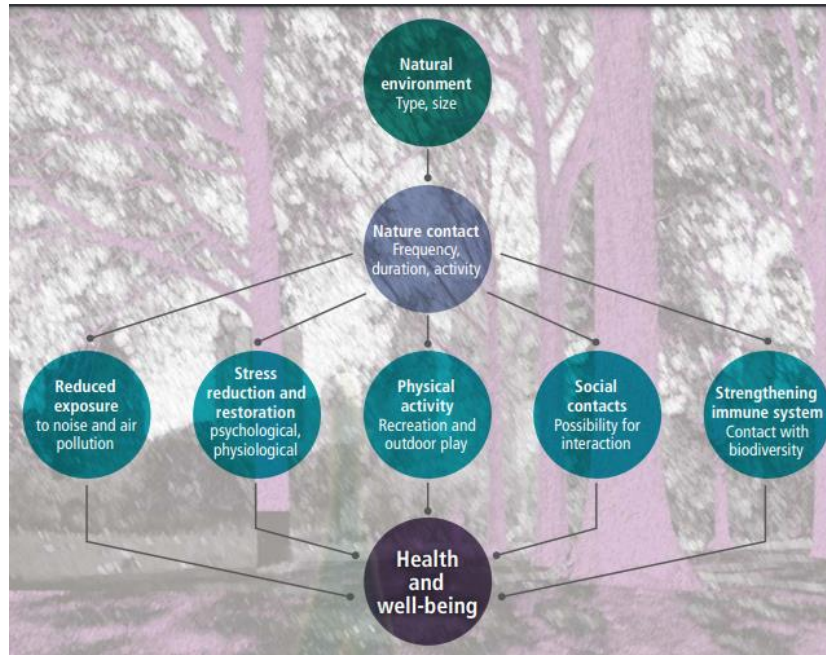 Natural
environment
Type, size
Nature contact
Frequency,
duration, activity
Reduced
exposure
to noise and air
pollution
Stress
reduction and
restoration
psychological,
physiological
Physical
activity
Recreation and
outdoor play
Social
contacts
Possibility for
interaction
Strengthening
immune system
Contact with
biodiversity
Health
and
well-being